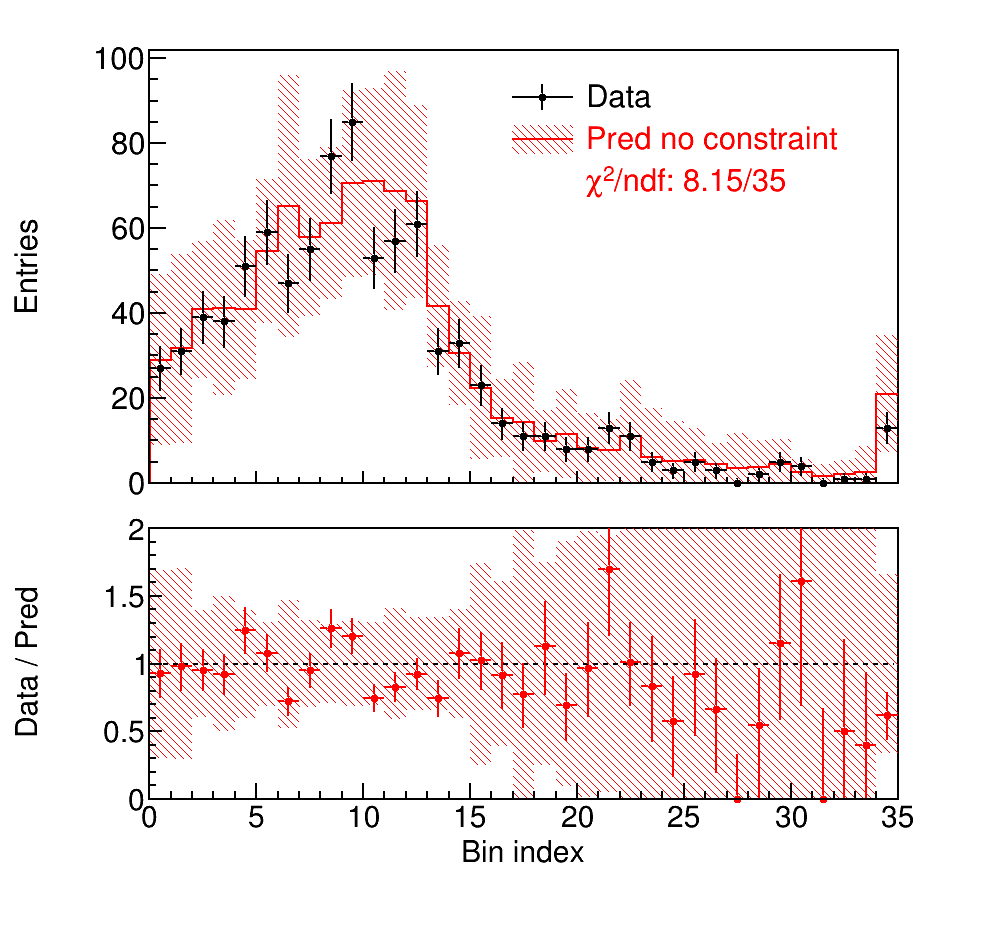 100
80
60
40
20
0
Entries
Data
Pred no constraint
χ²/ndf: 8.15/35
2
1.5
1
0.5
0
Data / Pred
0 5 10 15 20 25 30 35
Bin index